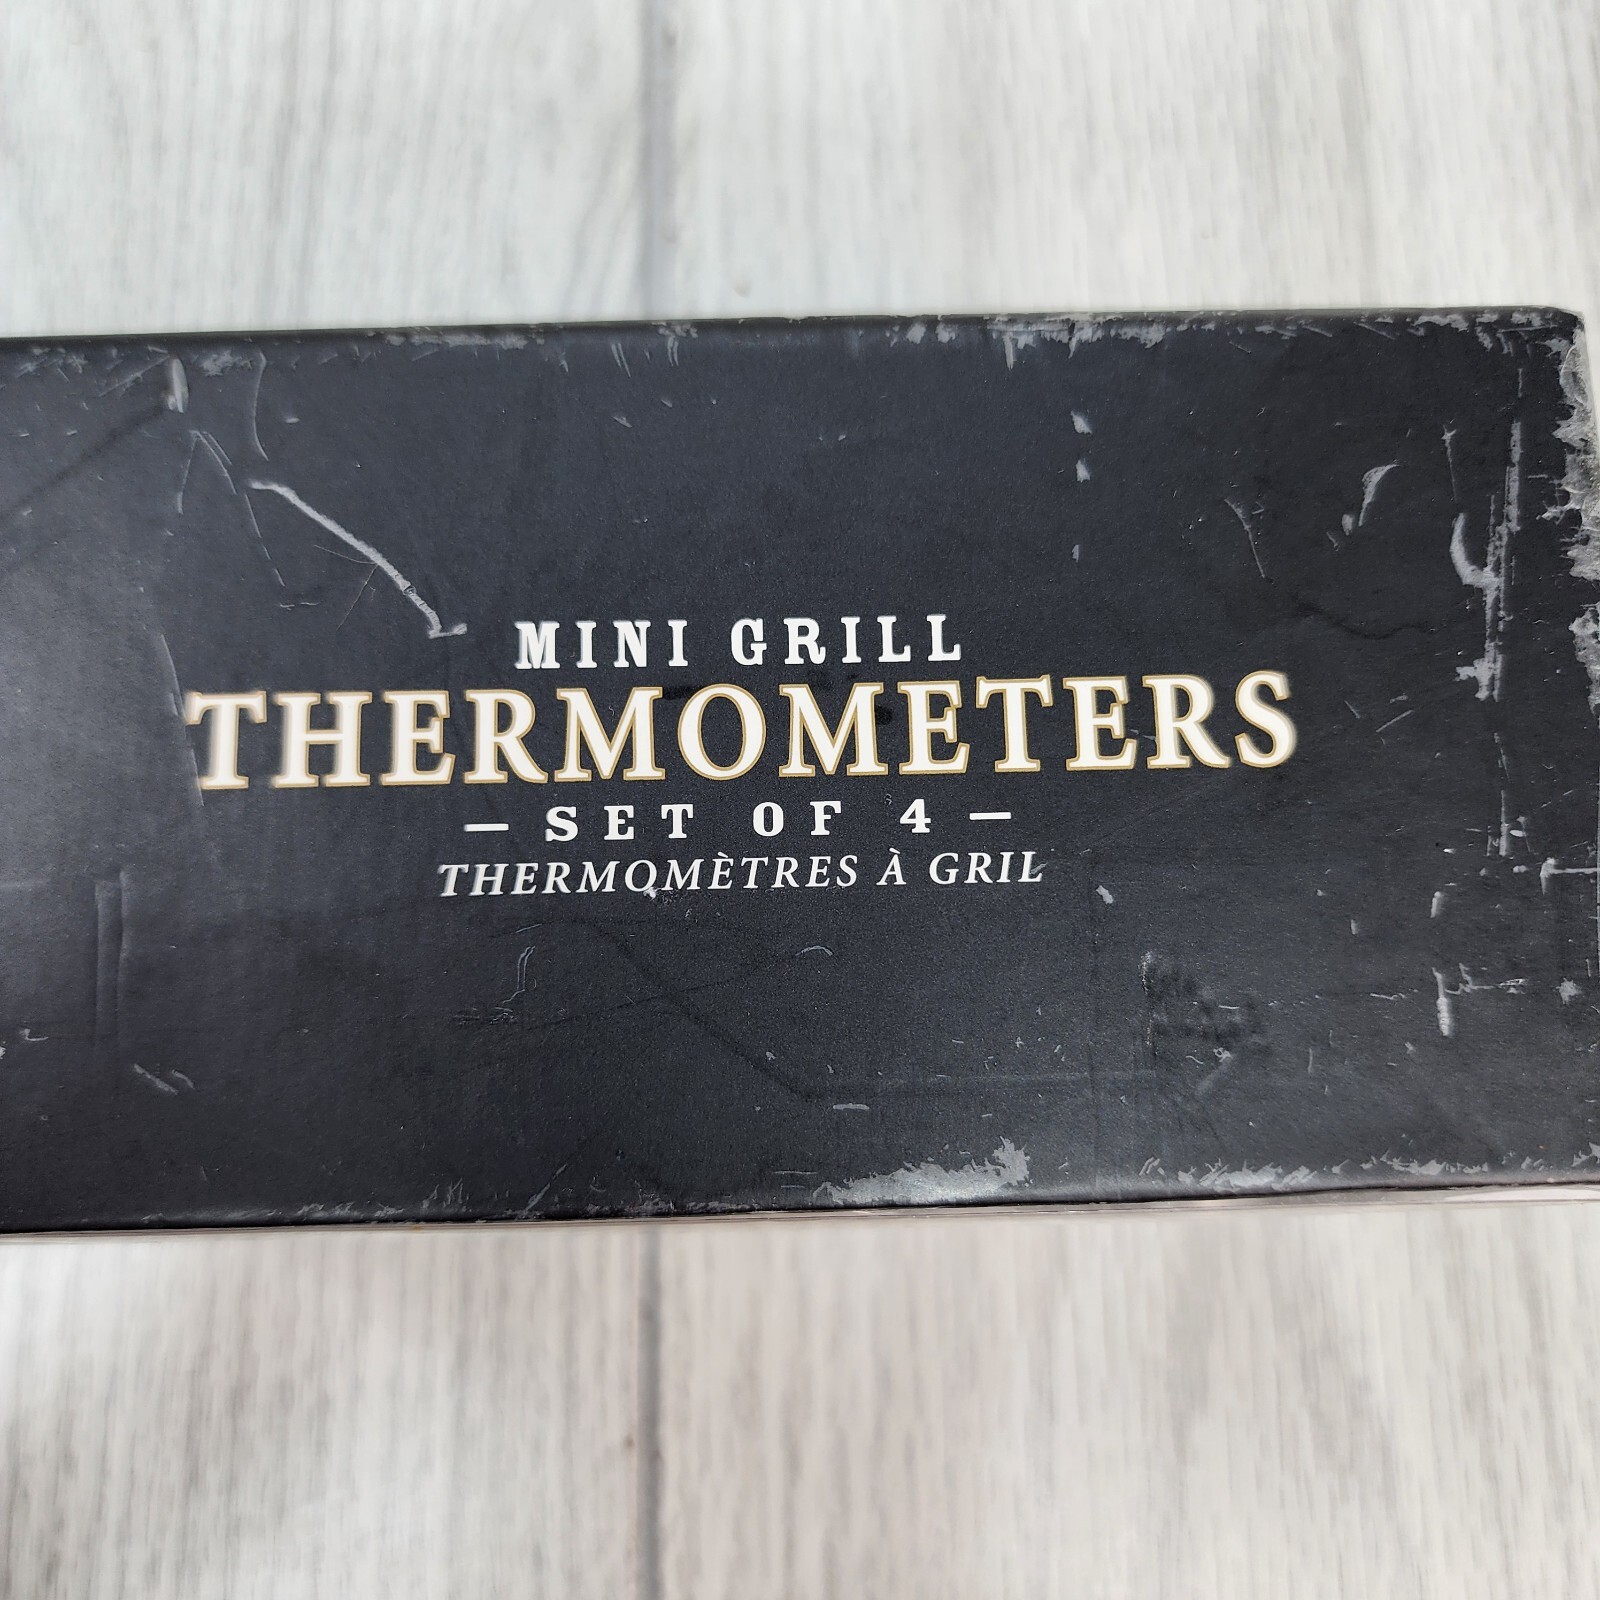 MINI GRILL
THERMOMETERS
— SET OF 4 —
THERMOMÈTRES À GRIL